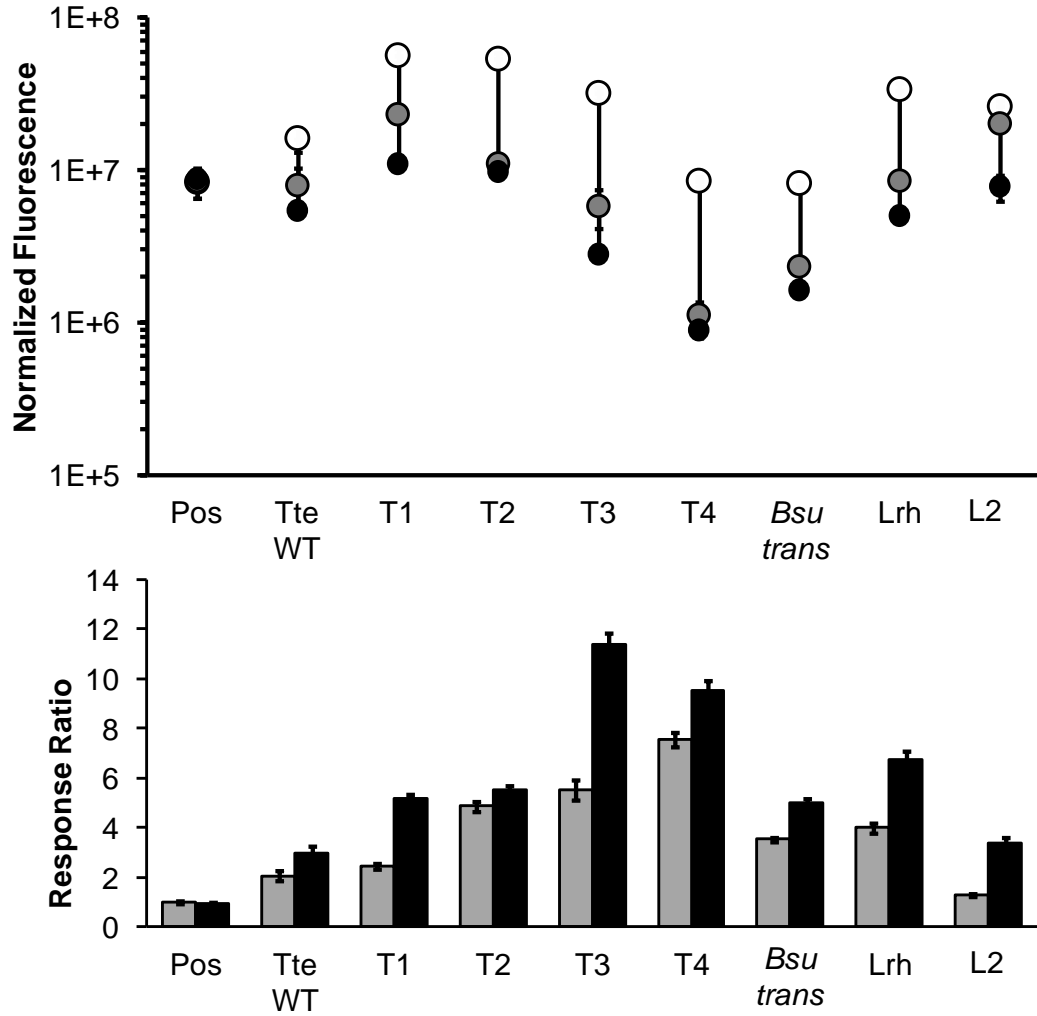 1E+8
1E+7
1E+6
1E+5
Normalized Fluorescence
Pos Tte WT T1 T2 T3 T4 Bsu trans Lrh L2
14
12
10
8
6
4
2
0
Response Ratio
Pos Tte WT T1 T2 T3 T4 Bsu trans Lrh L2